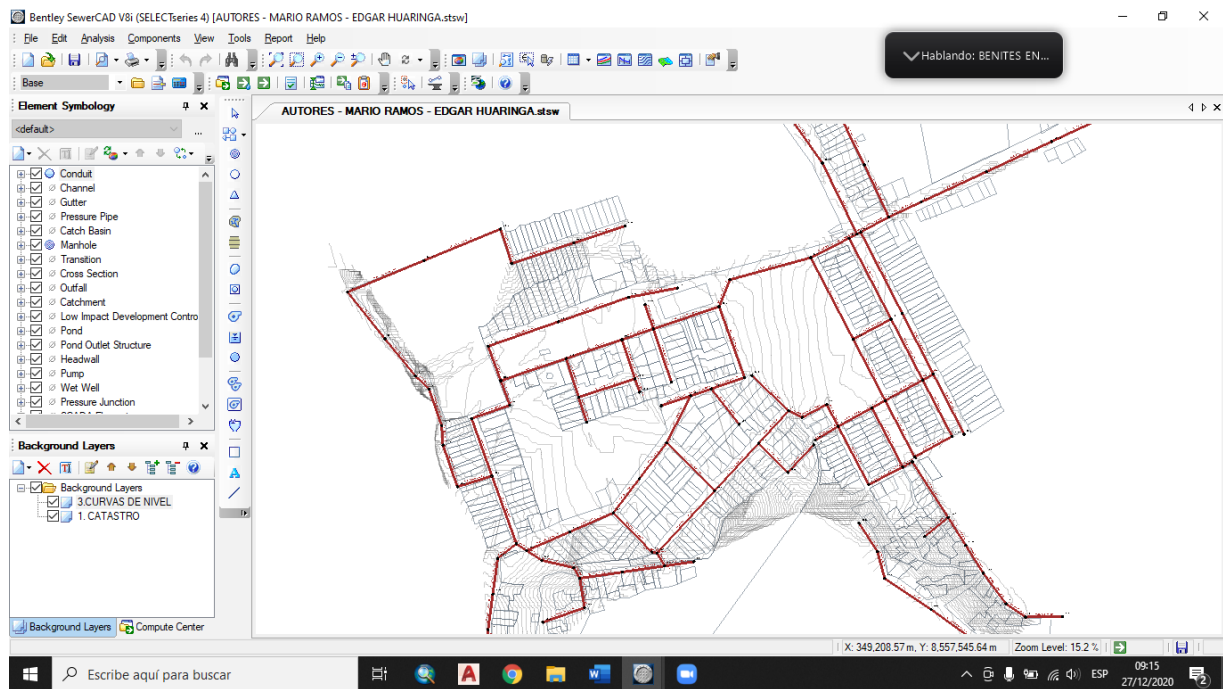 Bentley SewerCAD V8i (SELECTseries 4) [AUTORES - MARIO RAMOS - EDGAR HUARINGA.stsw]
File Edit Analysis Components View Tools Report Help
Hablando: BENITES EN...
Base
Element Symbology
<default>
...
Conduit
Channel
Gutter
Pressure Pipe
Catch Basin
Manhole
Transition
Cross Section
Outfall
Catchment
Low Impact Development Contro
Pond
Pond Outlet Structure
Headwall
Pump
Wet Well
Pressure Junction
AUTORES - MARIO RAMOS - EDGAR HUARINGA.stsw
Background Layers
Background Layers
3.CURVAS DE NIVEL
1. CATASTRO
Background Layers Compute Center
X: 349,208.57 m, Y: 8,557,545.64 m Zoom Level: 15.2 %
Escribe aquí para buscar
ESP
09:15
27/12/2020
2